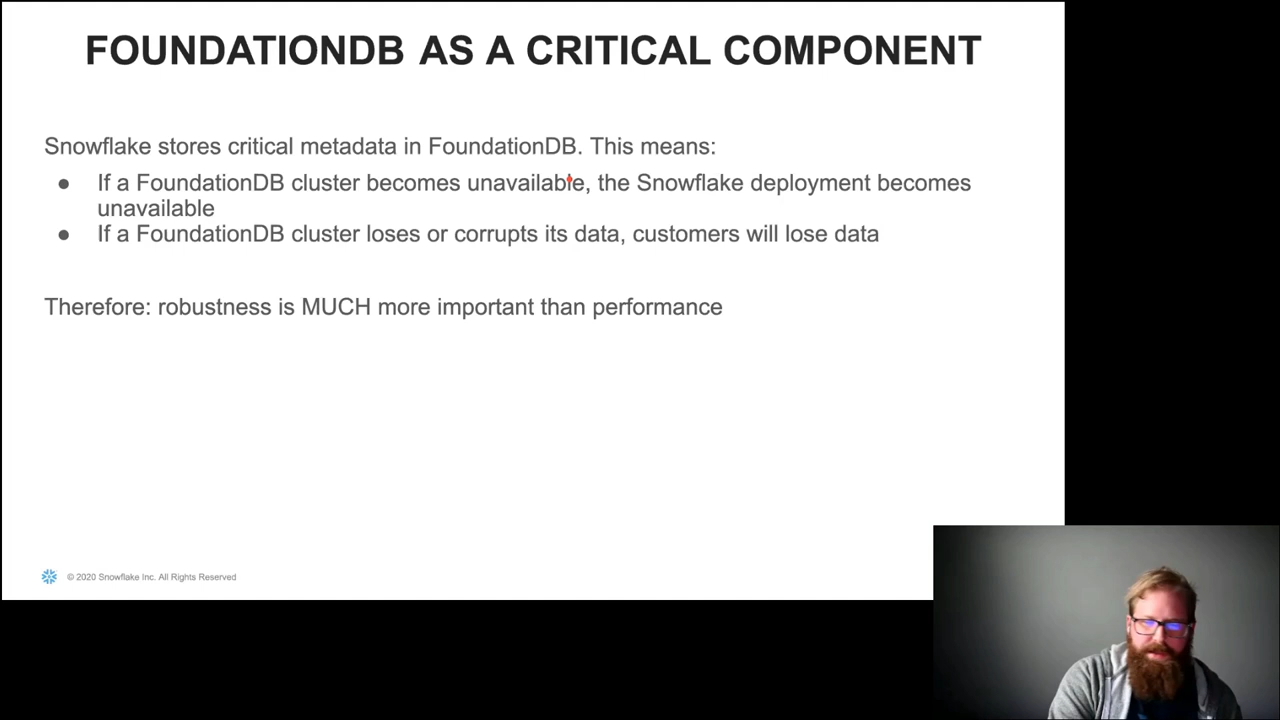 FOUNDATIONDB AS A CRITICAL COMPONENT
Snowflake stores critical metadata in FoundationDB. This means:
● If a FoundationDB cluster becomes unavailable, the Snowflake deployment becomes
unavailable
● If a FoundationDB cluster loses or corrupts its data, customers will lose data
Therefore: robustness is MUCH more important than performance
© 2020 Snowflake Inc. All Rights Reserved